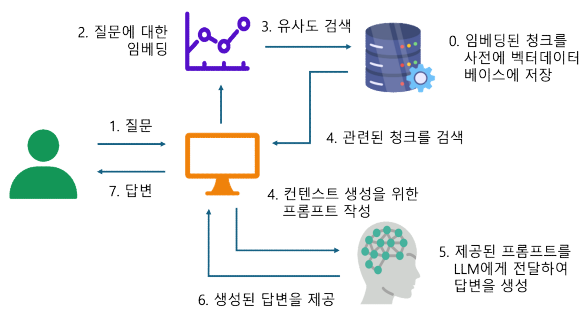 2. 질문에 대한
임베딩
3. 유사도 검색
0. 임베딩된 청크를
사전에 벡터데이터
베이스에 저장
1. 질문
4. 관련된 청크를 검색
7. 답변
4. 컨텐스트 생성을 위한
프롬프트 작성
5. 제공된 프롬프트를
LLM에게 전달하여
답변을 생성
6. 생성된 답변을 제공